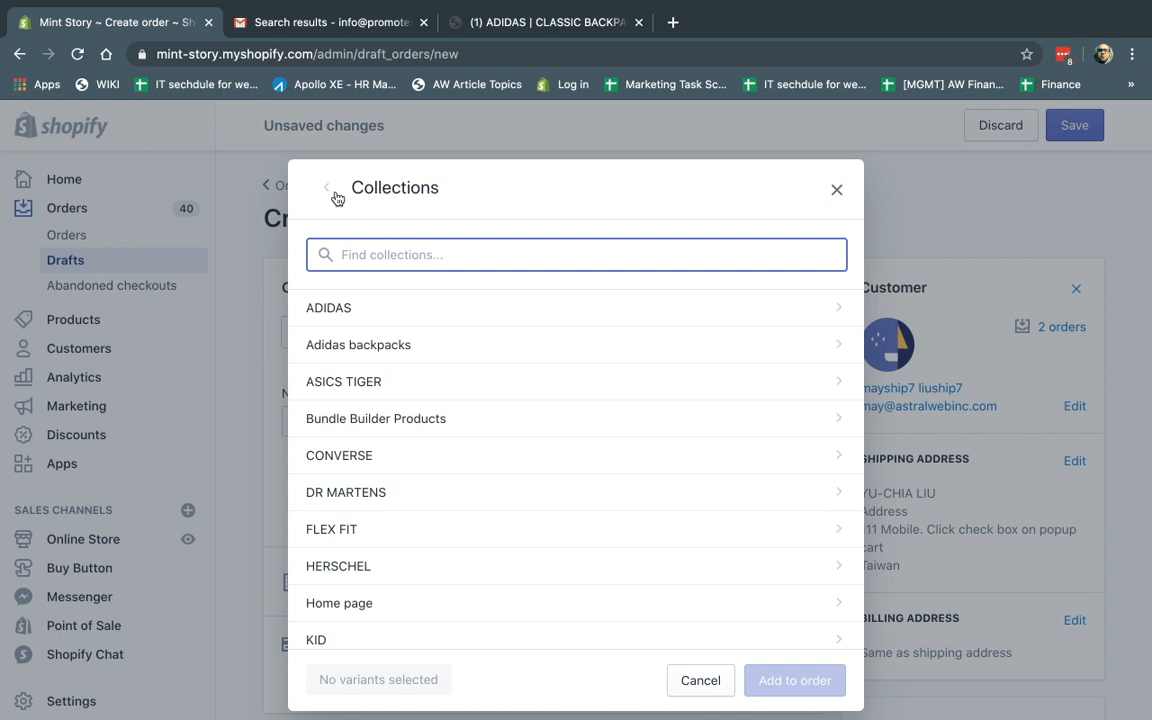 Mint Story ~ Create order ~ Sh
Search results - info@promote
(1) ADIDAS | CLASSIC BACKPA
mint-story.myshopify.com/admin/draft_orders/new
8
Apps
WIKI
IT sechdule for we...
Apollo XE - HR Ma...
AW Article Topics
Log in
Marketing Task Sc...
IT sechdule for we...
[MGMT] AW Finan...
Finance
»
shopify
Unsaved changes
Discard
Save
Home
Orders
40
Orders
Drafts
Abandoned checkouts
Products
Customers
Analytics
Marketing
Discounts
Apps
SALES CHANNELS
Online Store
Buy Button
Messenger
Point of Sale
Shopify Chat
Settings
Collections
Find collections...
ADIDAS
Adidas backpacks
ASICS TIGER
Bundle Builder Products
CONVERSE
DR MARTENS
FLEX FIT
HERSCHEL
Home page
KID
No variants selected
Cancel
Add to order
Customer
2 orders
mayship7 liuship7
may@astralwebinc.com
Edit
SHIPPING ADDRESS
Edit
YU-CHIA LIU
Address
111 Mobile. Click check box on popup
cart
Taiwan
BILLING ADDRESS
Edit
Same as shipping address